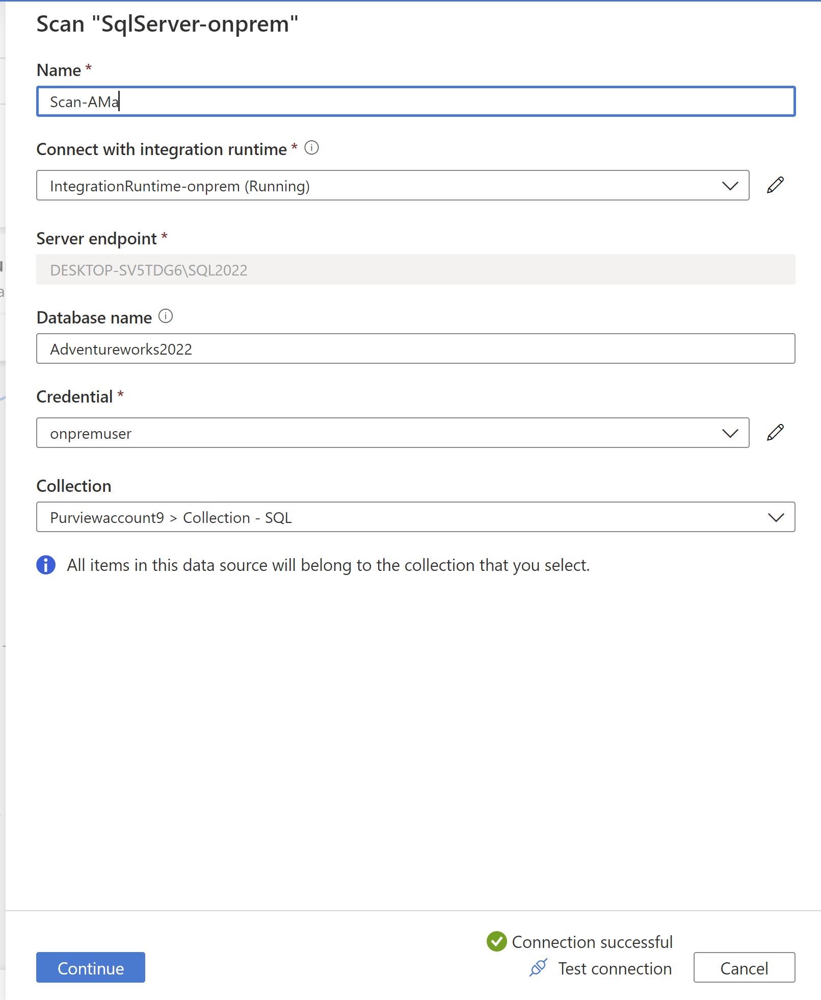 Scan "SqlServer-onprem"
Name *
Scan-AMa
Connect with integration runtime *
IntegrationRuntime-onprem (Running)
Server endpoint *
DESKTOP-SV5TDG6\SQL2022
Database name
Adventureworks2022
Credential *
onpremuser
Collection
Purviewaccount9 > Collection - SQL
All items in this data source will belong to the collection that you select.
Connection successful
Continue
Test connection
Cancel